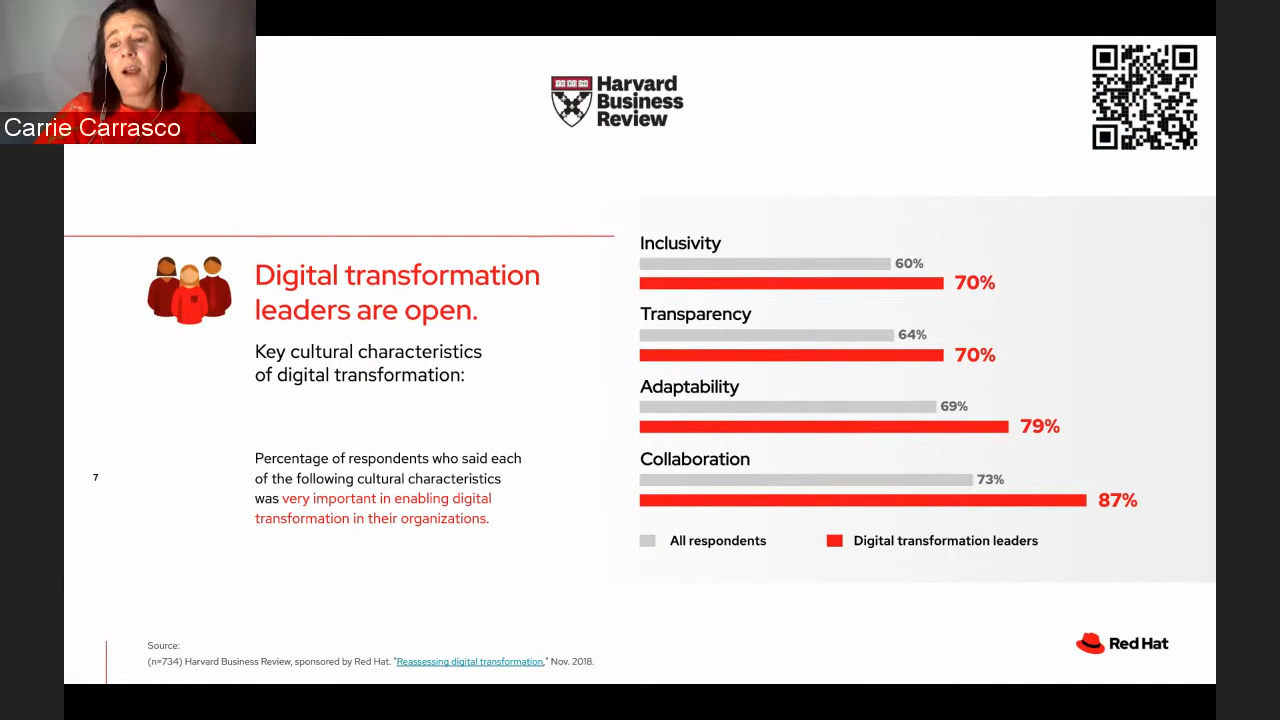 Carrie Carrasco
Harvard
Business
Review
Digital transformation
leaders are open.
Key cultural characteristics
of digital transformation:
Percentage of respondents who said each
of the following cultural characteristics
was very important in enabling digital
transformation in their organizations.
7
Inclusivity
60%
70%
Transparency
64%
70%
Adaptability
69%
79%
Collaboration
73%
87%
All respondents
Digital transformation leaders
Source:
(n=734) Harvard Business Review, sponsored by Red Hat. "Reassessing digital transformation," Nov. 2018.
Red Hat